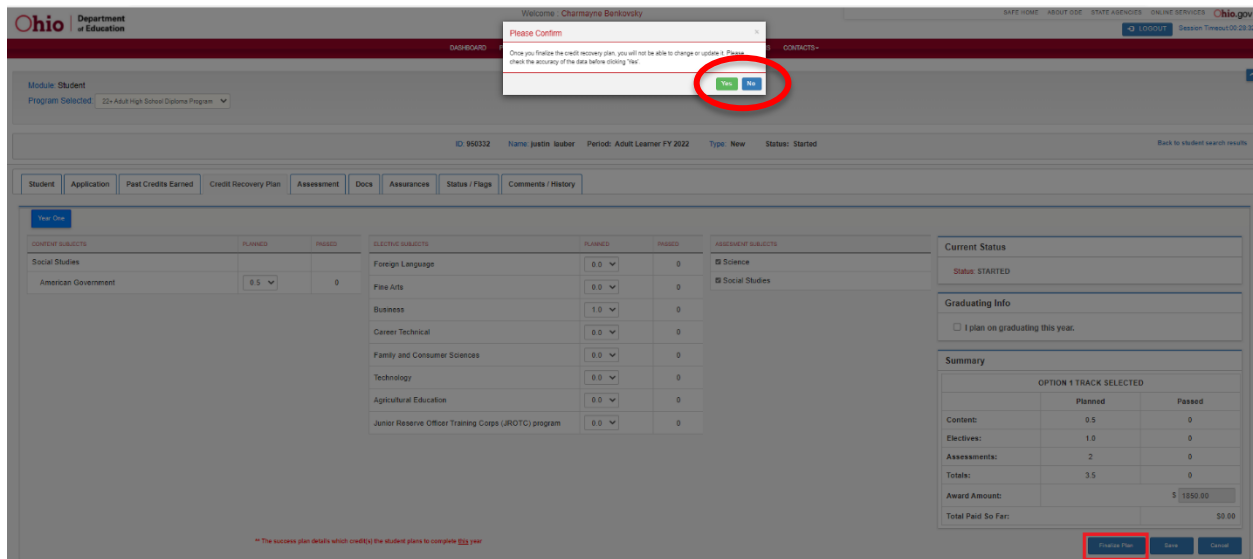 Ohio Department of Education
Welcome : Charmayne Benkovsky
SAFE HOME ABOUT ODE STATE AGENCIES ONLINE SERVICES Ohio.gov
LOGOUT Session Timeout:00:28
DASHBOARD
CONTACTS
Please Confirm ×
Once you finalize the credit recovery plan, you will not be able to change or update it. Please
check the accuracy of the data before clicking 'Yes'.
Yes No
Module: Student
Program Selected: 22+ Adult High School Diploma Program
ID: 950332 Name: justin lauber Period: Adult Learner FY 2022 Type: New Status: Started Back to student search results
Student Application Past Credits Earned Credit Recovery Plan Assessment Docs Assurances Status / Flags Comments / History
Year One
CONTENT SUBJECTS PLANNED PASSED
Social Studies
American Government 0.5 0
ELECTIVE SUBJECTS PLANNED PASSED
Foreign Language 0.0 0
Fine Arts 0.0 0
Business 1.0 0
Career Technical 0.0 0
Family and Consumer Sciences 0.0 0
Technology 0.0 0
Agricultural Education 0.0 0
Junior Reserve Officer Training Corps (JROTC) program 0.0 0
ASSESSMENT SUBJECTS
Science
Social Studies
Current Status
Status: STARTED
Graduating Info
I plan on graduating this year.
Summary
OPTION 1 TRACK SELECTED
Planned Passed
Content: 0.5 0
Electives: 1.0 0
Assessments: 2 0
Totals: 3.5 0
Award Amount: $ 1050.00
Total Paid So Far: $0.00
** The success plan details which credit(s) the student plans to complete this year
Finalize Plan Save Cancel